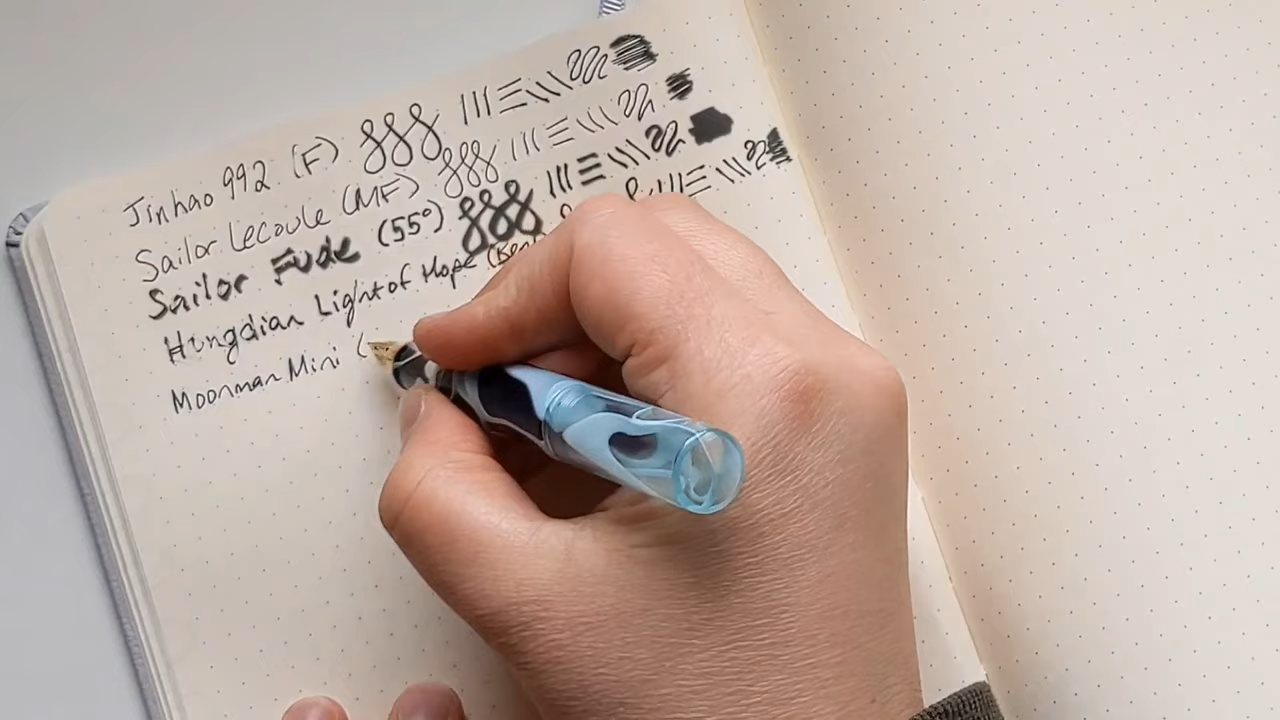 Jinhao 992 (F)
Sailor Lecoule (MF)
Sailor Fude (55°)
Hongdian Light of Hope
Moonman Mini (